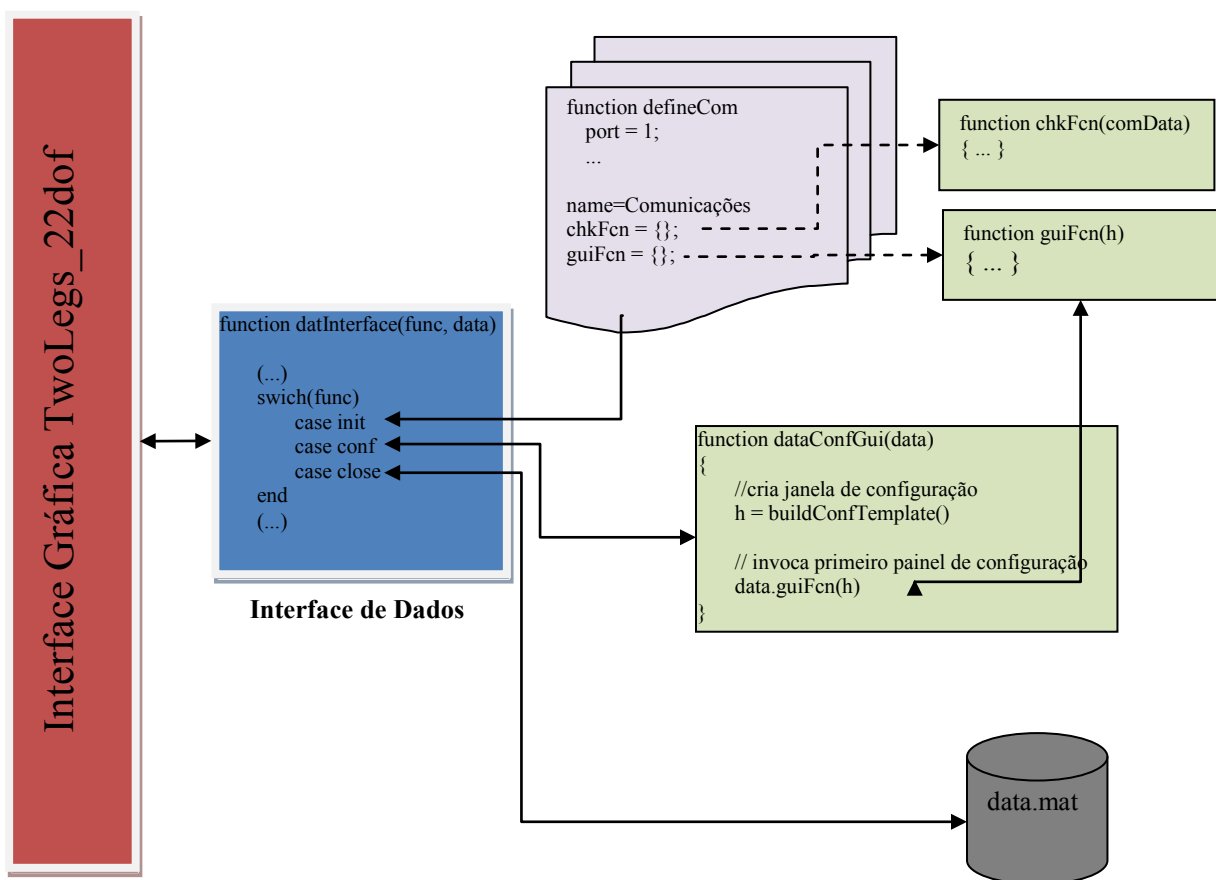 Interface Gráfica TwoLegs_22dof
function datInterface(func, data)
(...)
swich(func)
case init
case conf
case close
end
(...)
Interface de Dados
function defineCom
port = 1;
...
name=Comunicações
chkFcn = {};
guiFcn = {};
function chkFcn(comData)
{ ... }
function guiFcn(h)
{ ... }
function dataConfGui(data)
{
//cria janela de configuração
h = buildConfTemplate()
// invoca primeiro painel de configuração
data.guiFcn(h)
}
data.mat